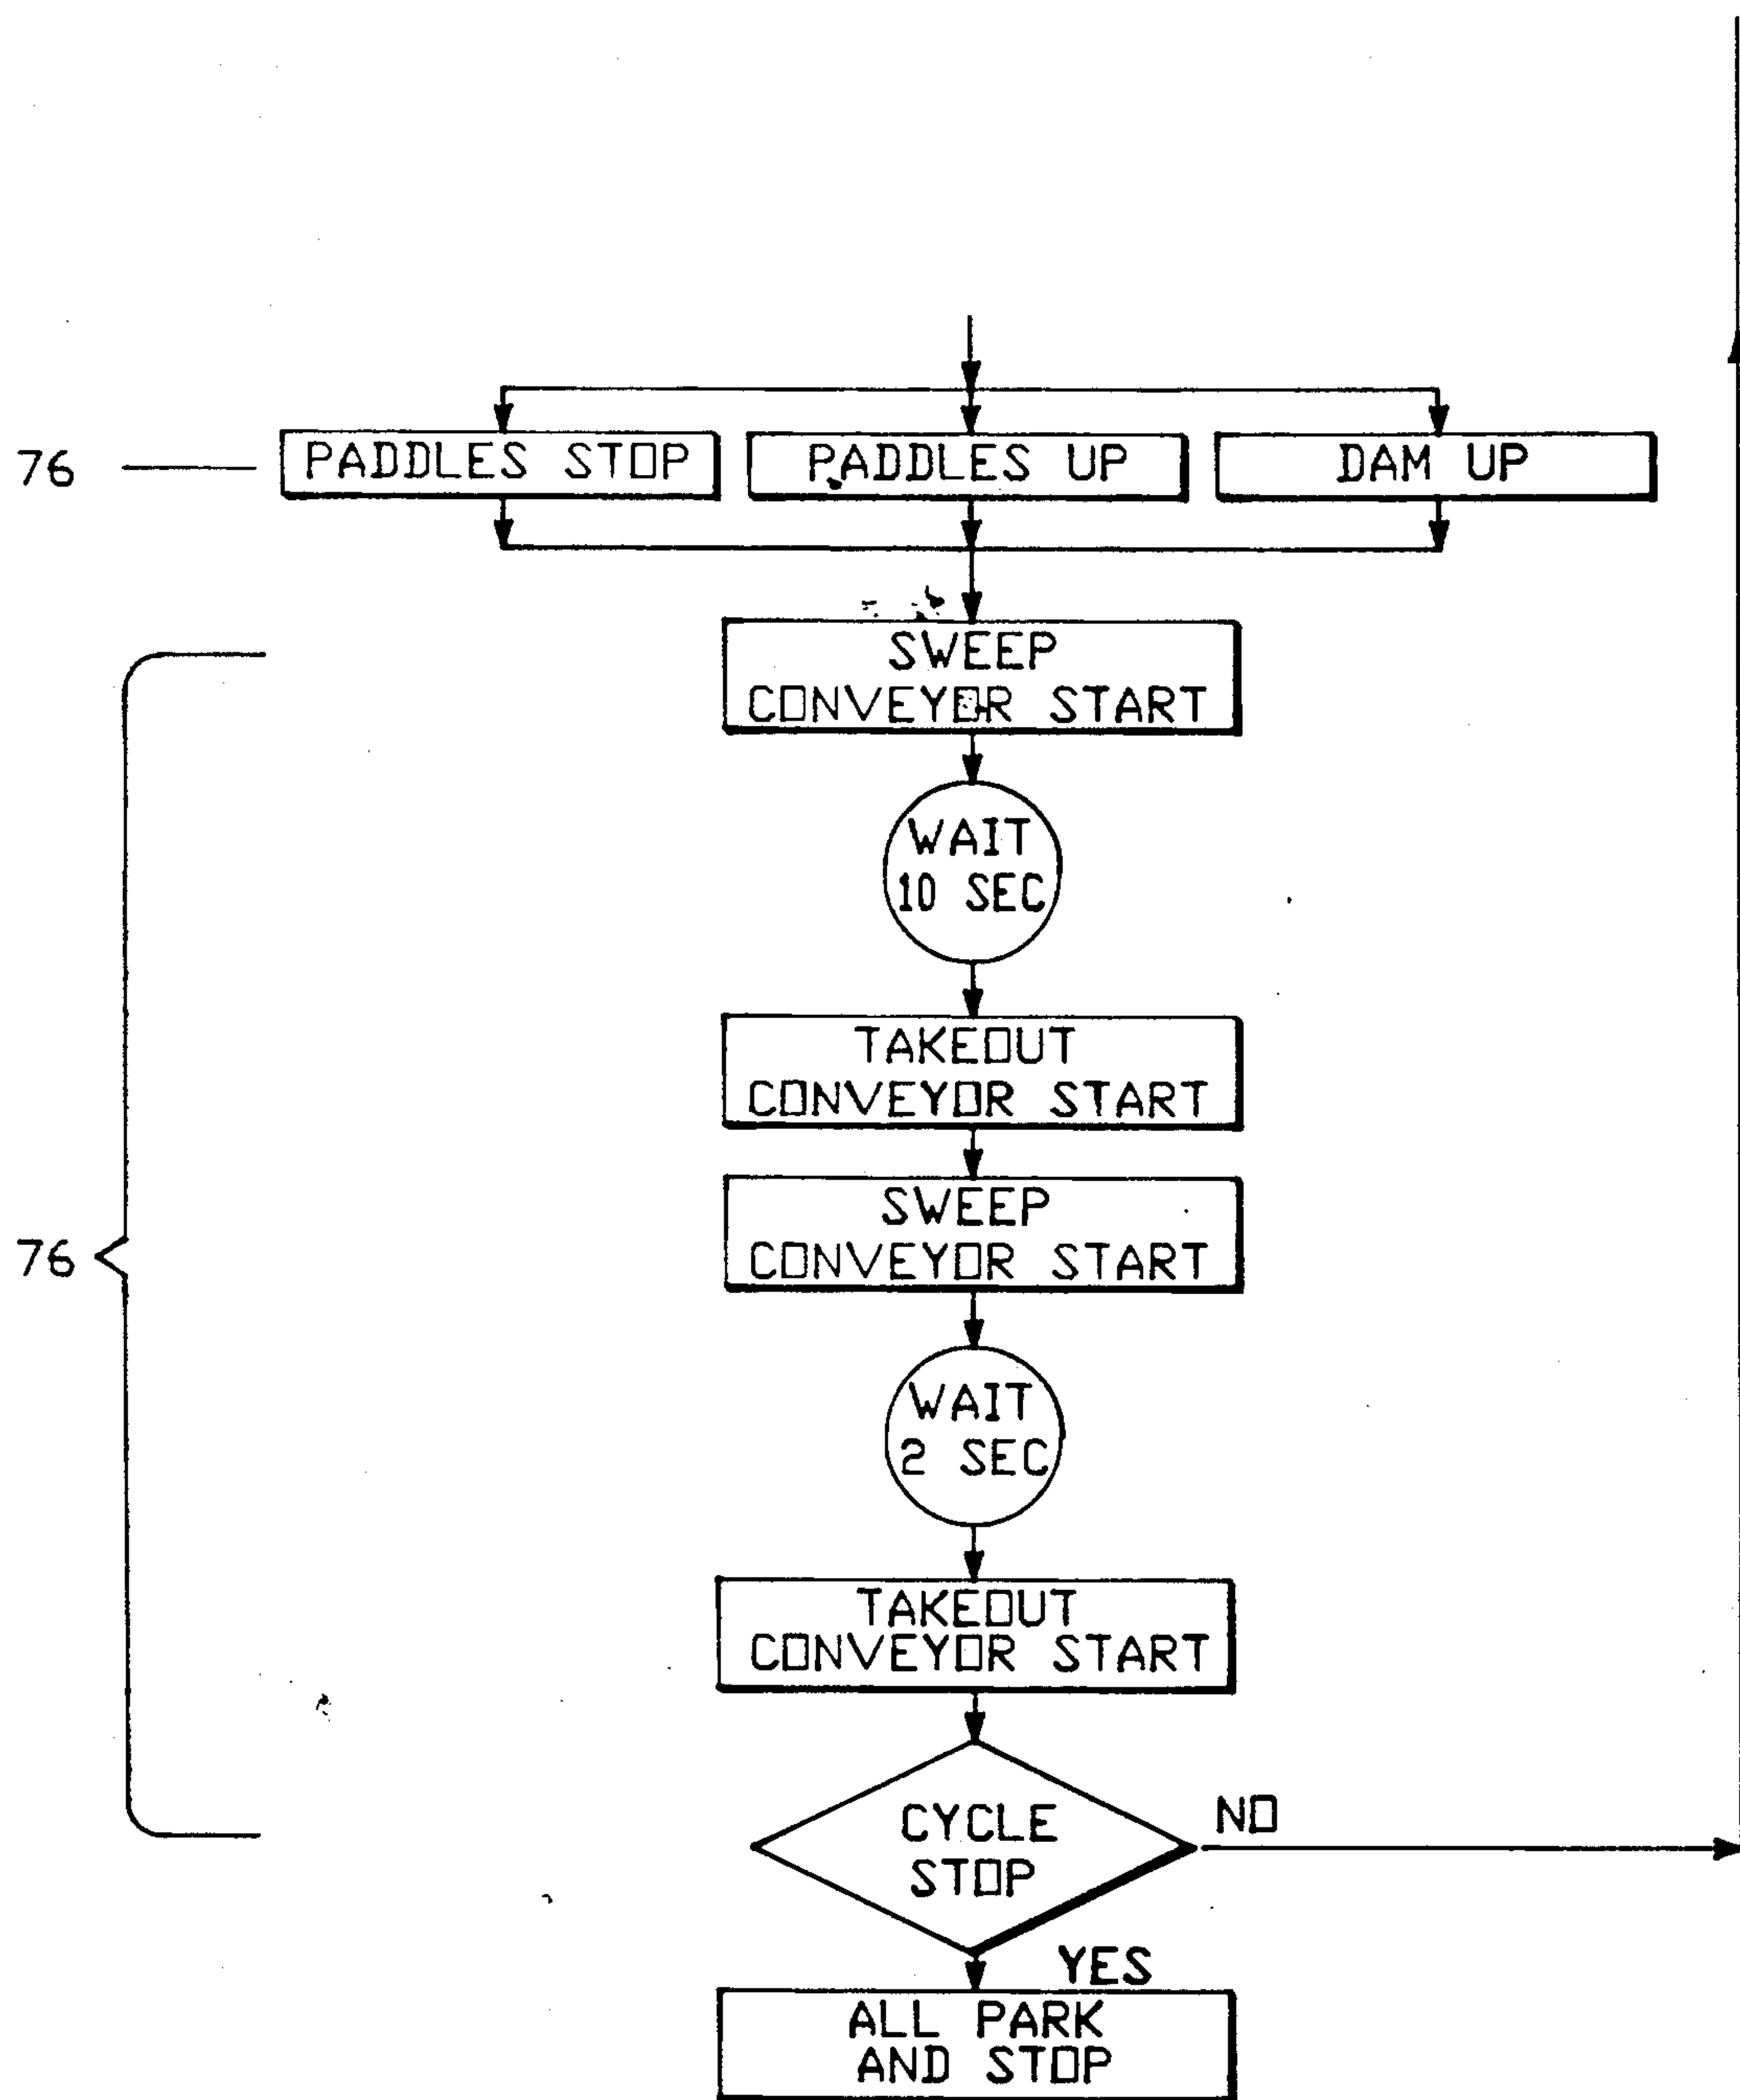 76
PADDLES STOP
PADDLES UP
DAM UP
SWEEP
CONVEYOR START
WAIT
10 SEC
TAKEOUT
CONVEYOR START
76
SWEEP
CONVEYOR START
WAIT
2 SEC
TAKEOUT
CONVEYOR START
CYCLE
STOP
NO
YES
ALL PARK
AND STOP